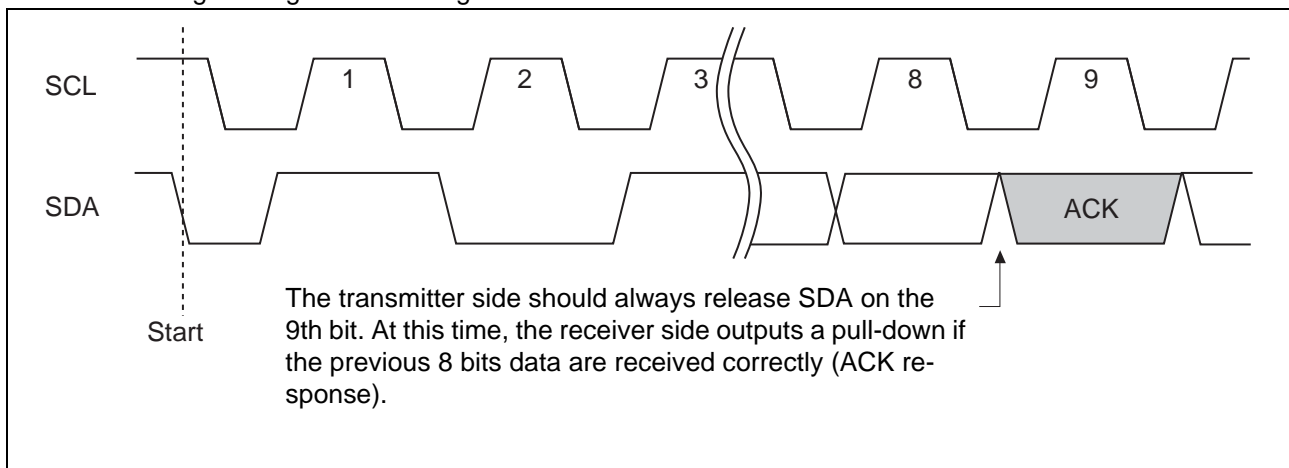 SCL 1 2 3 8 9
SDA ACK
Start
The transmitter side should always release SDA on the
9th bit. At this time, the receiver side outputs a pull-down if
the previous 8 bits data are received correctly (ACK re-
sponse).